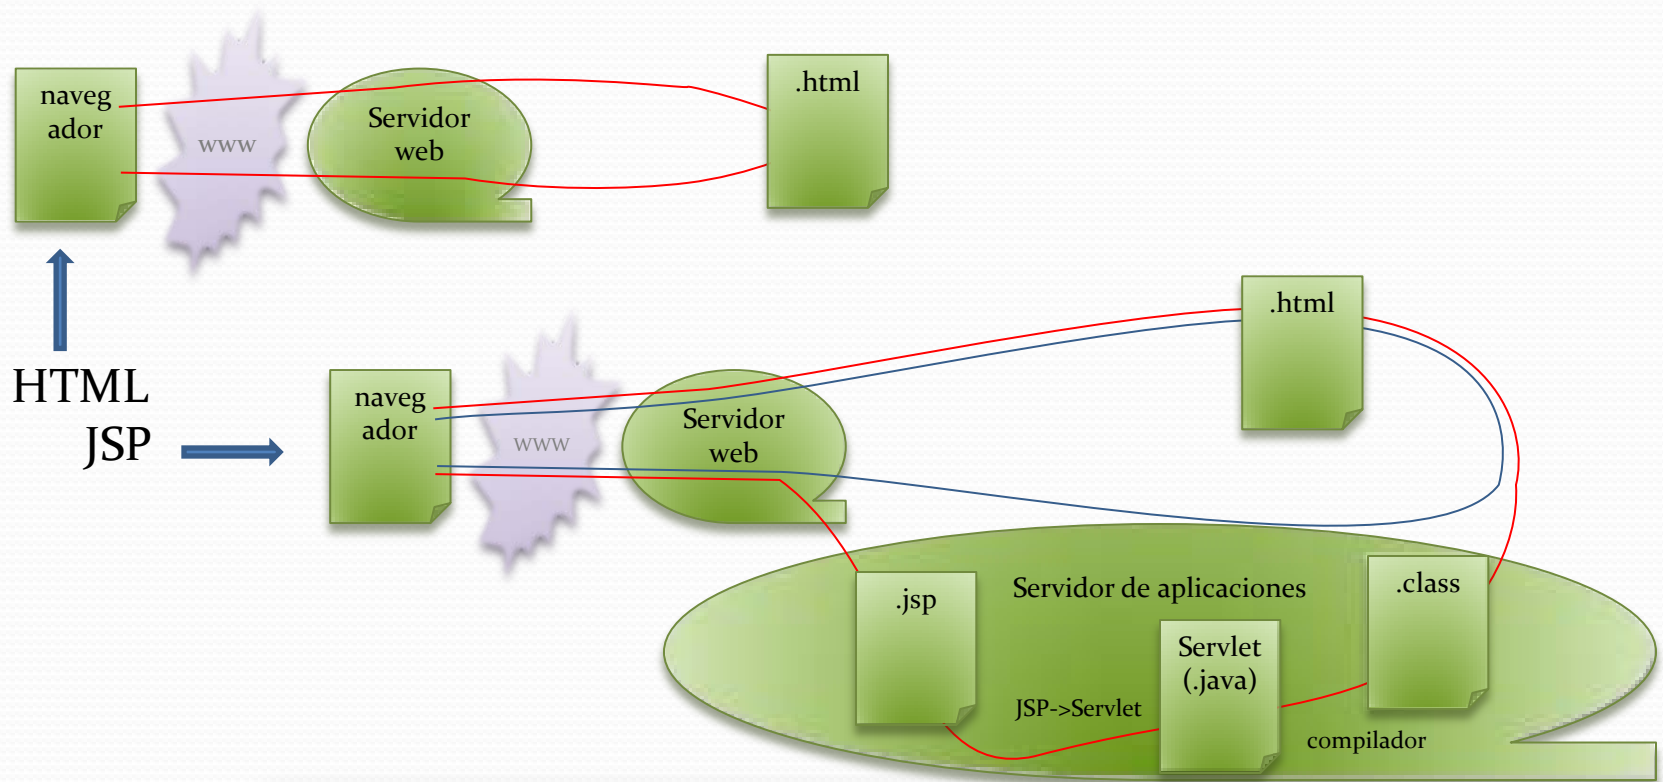 naveg
ador
www
Servidor
web
.html
HTML
JSP
naveg
ador
www
Servidor
web
.html
.jsp
Servidor de aplicaciones
.class
Servlet
(.java)
JSP->Servlet
compilador